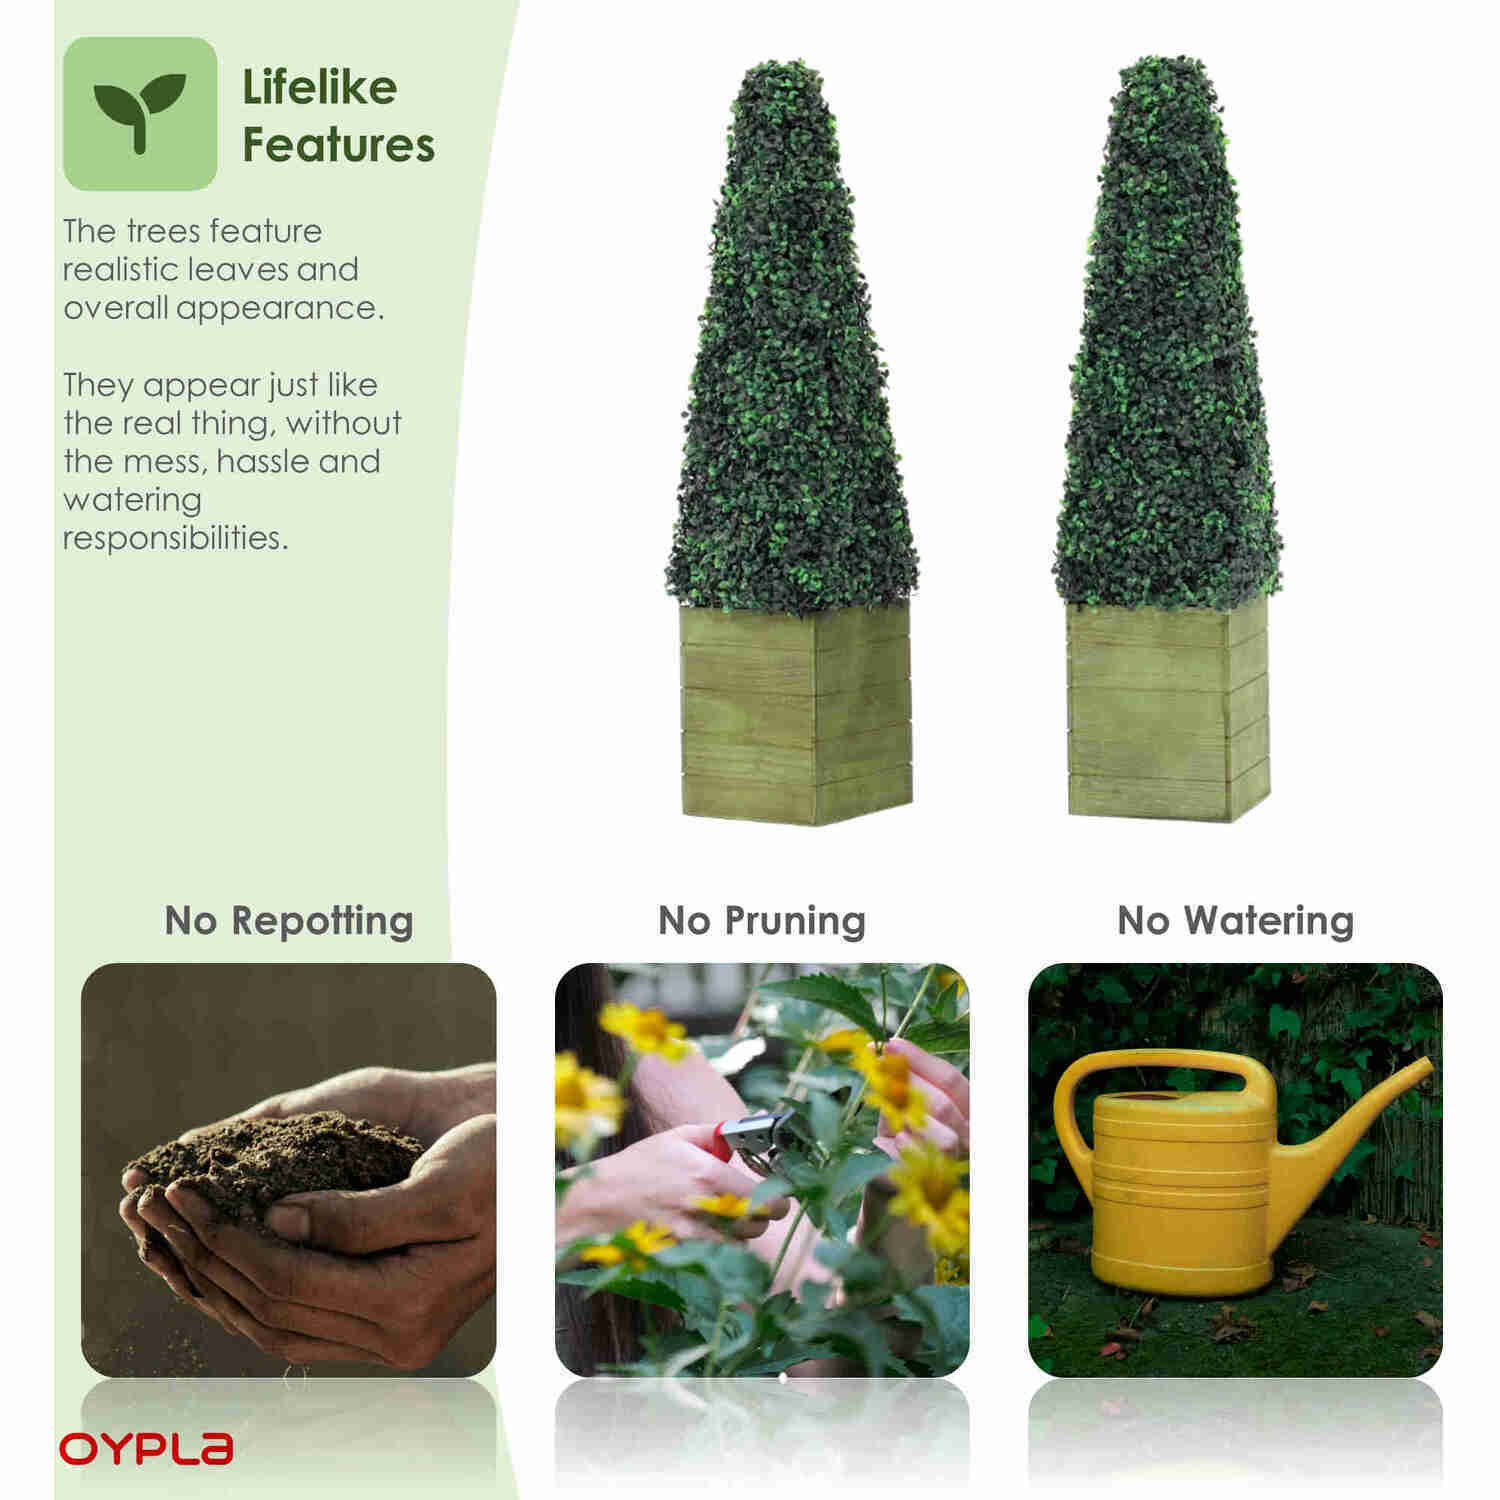 Lifelike
Features
The trees feature
realistic leaves and
overall appearance.
They appear just like
the real thing, without
the mess, hassle and
watering
responsibilities.
No Repotting
No Pruning
No Watering
OYPLA